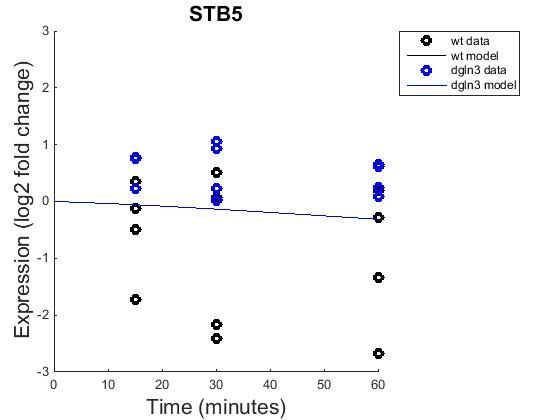 STB5
3
2
1
0
-1
-2
-3
Expression (log2 fold change)
0
10
20
30
40
50
60
Time (minutes)
wt data
wt model
dgln3 data
dgln3 model